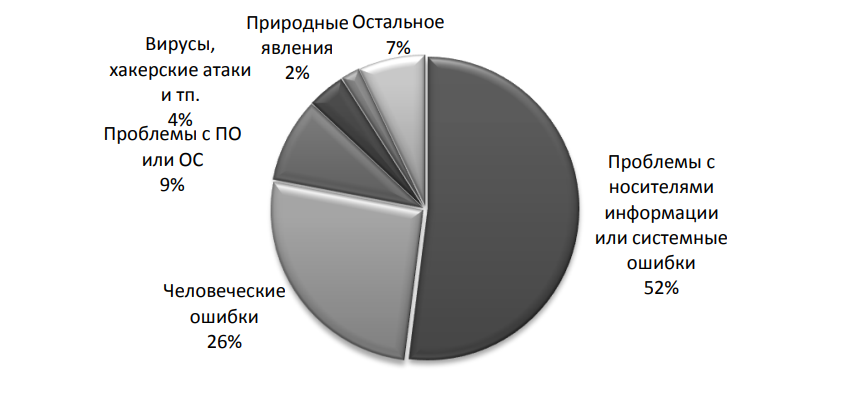 Природные
явления
2%
Остальное
7%
Вирусы,
хакерские атаки
и тп.
4%
Проблемы с ПО
или ОС
9%
Проблемы с
носителями
информации
или системные
ошибки
52%
Человеческие
ошибки
26%